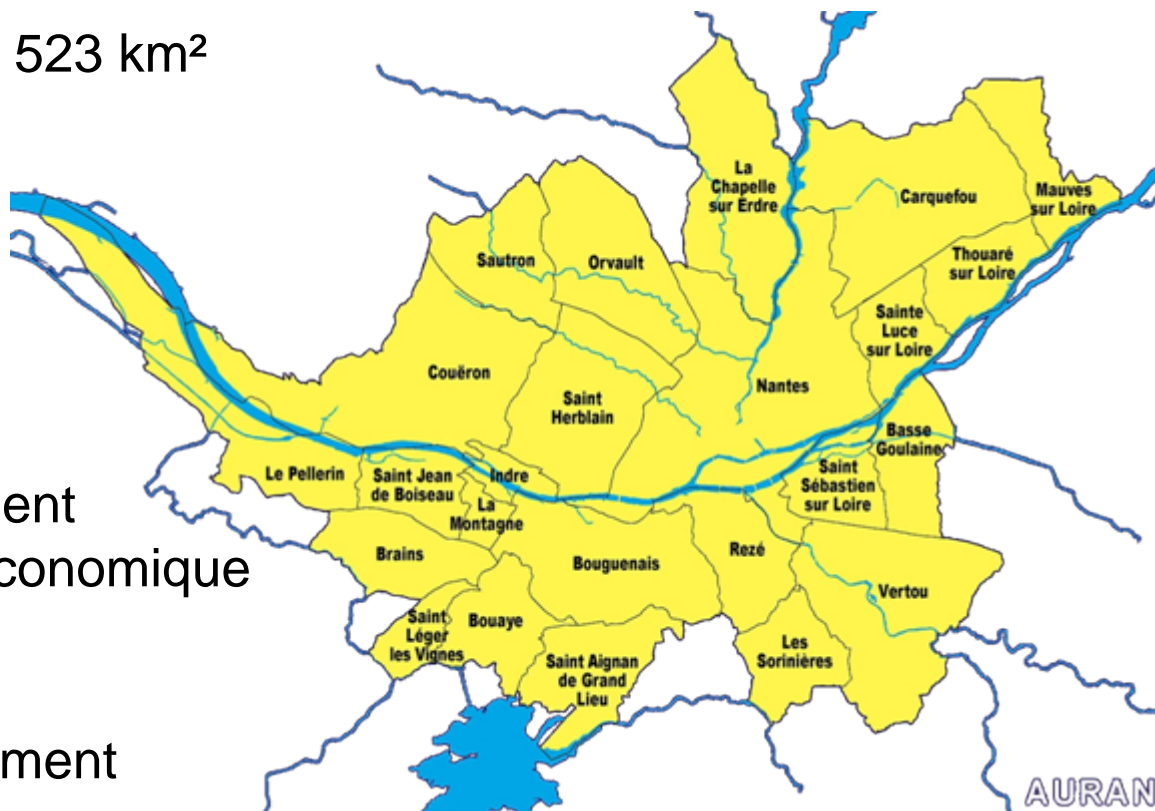 523 km²
La
Chapelle
sur Erdre
Carquefou
Mauves
sur Loire
Sautron
Orvault
Thouaré
sur Loire
Sainte
Luce
sur Loire
Couëron
Saint
Herblain
Nantes
Basse
Goulaine
Le Pellerin
Saint Jean
de Boiseau
Indre
La
Montagne
Saint
Sébastien
sur Loire
ent
conomique
Brains
Bouguenais
Rezé
Vertou
Saint
Léger
les Vignes
Bouaye
Saint Aignan
de Grand
Lieu
Les
Sorinières
ment
AURAN